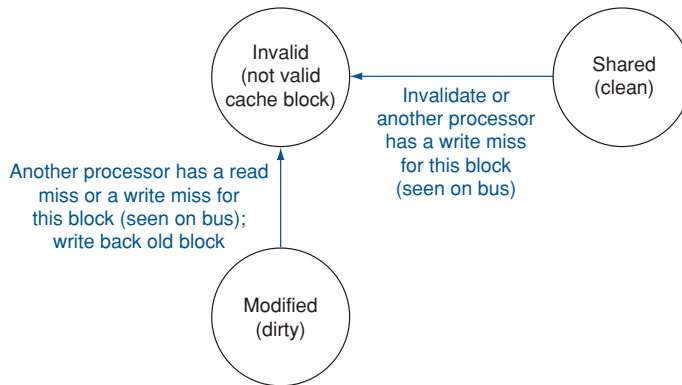 Invalid
(not valid
cache block)
Shared
(clean)
Invalidate or
another processor
has a write miss
for this block
(seen on bus)
Another processor has a read
miss or a write miss for
this block (seen on bus);
write back old block
Modified
(dirty)